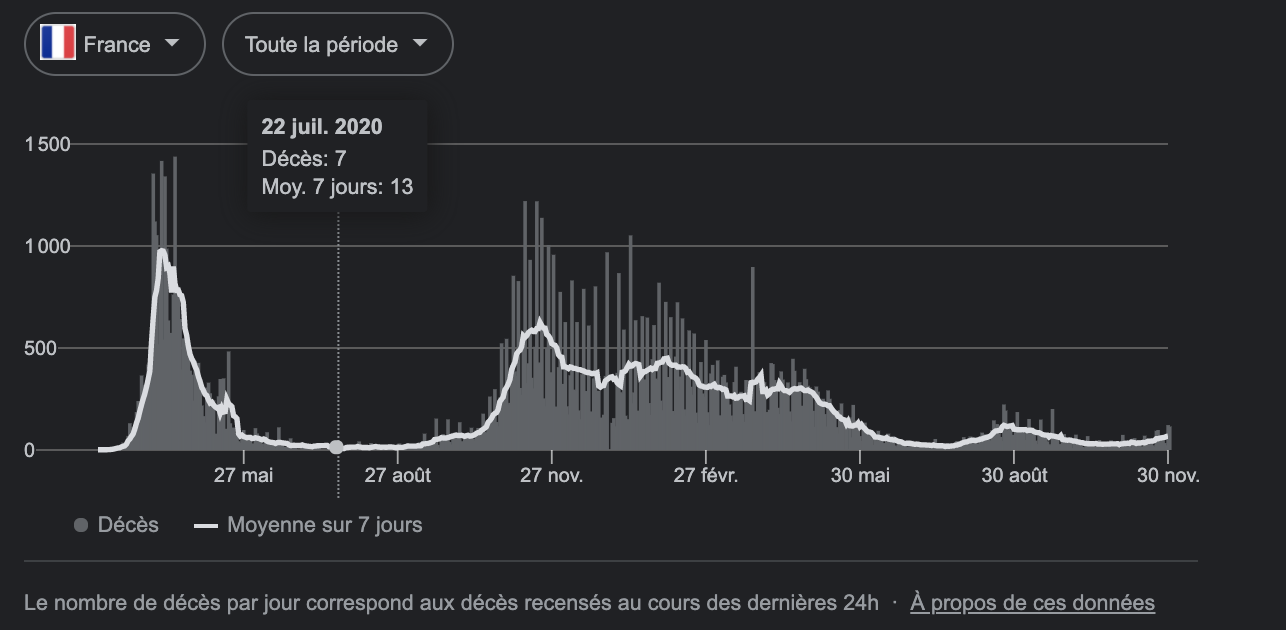 France
Toute la période
22 juil. 2020
Décès: 7
Moy. 7 jours: 13
1 500
1 000
500
0
27 mai
27 août
27 nov.
27 févr.
30 mai
30 août
30 nov.
Décès
Moyenne sur 7 jours
Le nombre de décès par jour correspond aux décès recensés au cours des dernières 24h · À propos de ces données